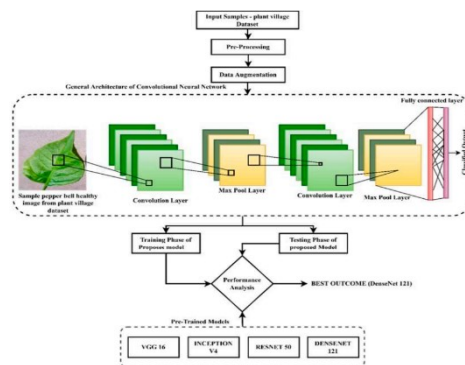 Input Samples - plant village
Dataset
Pre-Processing
Data Augmentation
General Architecture of Convolutional Neural Network
Fully connected layer
Sample pepper bell healthy
image from plant village
dataset
Convolution Layer
Max Pool Layer
Convolution Layer
Max Pool Layer
Classified Output
Training Phase of
Proposes model
Testing Phase of
proposed Model
Performance
Analysis
BEST OUTCOME (DenseNet 121)
Pre-Trained Models
VGG 16
INCEPTION
V4
RESNET 50
DENSENET
121